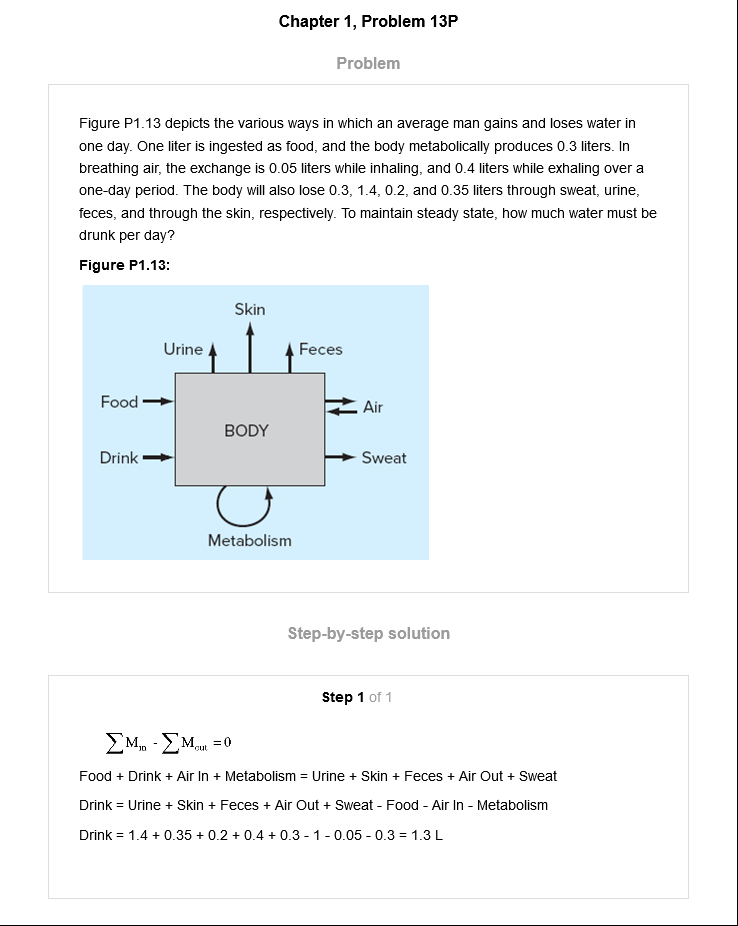 Chapter 1, Problem 13P
Problem
Figure P1.13 depicts the various ways in which an average man gains and loses water in
one day. One liter is ingested as food, and the body metabolically produces 0.3 liters. In
breathing air, the exchange is 0.05 liters while inhaling, and 0.4 liters while exhaling over a
one-day period. The body will also lose 0.3, 1.4, 0.2, and 0.35 liters through sweat, urine,
feces, and through the skin, respectively. To maintain steady state, how much water must be
drunk per day?
Figure P1.13:
Skin
Urine
Feces
Food
Air
BODY
Drink
Sweat
Metabolism
Step-by-step solution
Step 1 of 1
∑M_in - ∑M_out = 0
Food + Drink + Air In + Metabolism = Urine + Skin + Feces + Air Out + Sweat
Drink = Urine + Skin + Feces + Air Out + Sweat - Food - Air In - Metabolism
Drink = 1.4 + 0.35 + 0.2 + 0.4 + 0.3 - 1 - 0.05 - 0.3 = 1.3 L